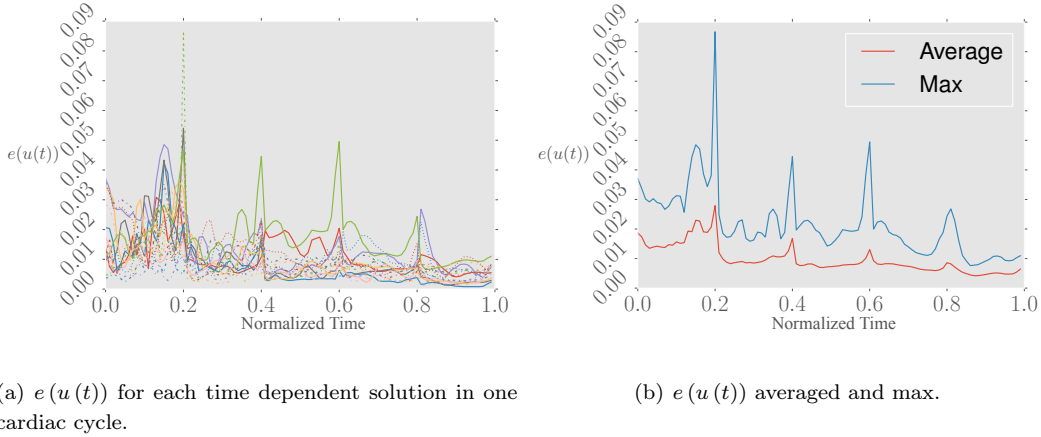 0.09
0.08
0.07
0.06
0.05
0.04
0.03
0.02
0.01
0.00
e(u(t))
0.0 0.2 0.4 0.6 0.8 1.0
Normalized Time
0.09
0.08
0.07
0.06
0.05
0.04
0.03
0.02
0.01
0.00
e(u(t))
Average
Max
0.0 0.2 0.4 0.6 0.8 1.0
Normalized Time
(a) e (u (t)) for each time dependent solution in one
cardiac cycle.
(b) e (u (t)) averaged and max.